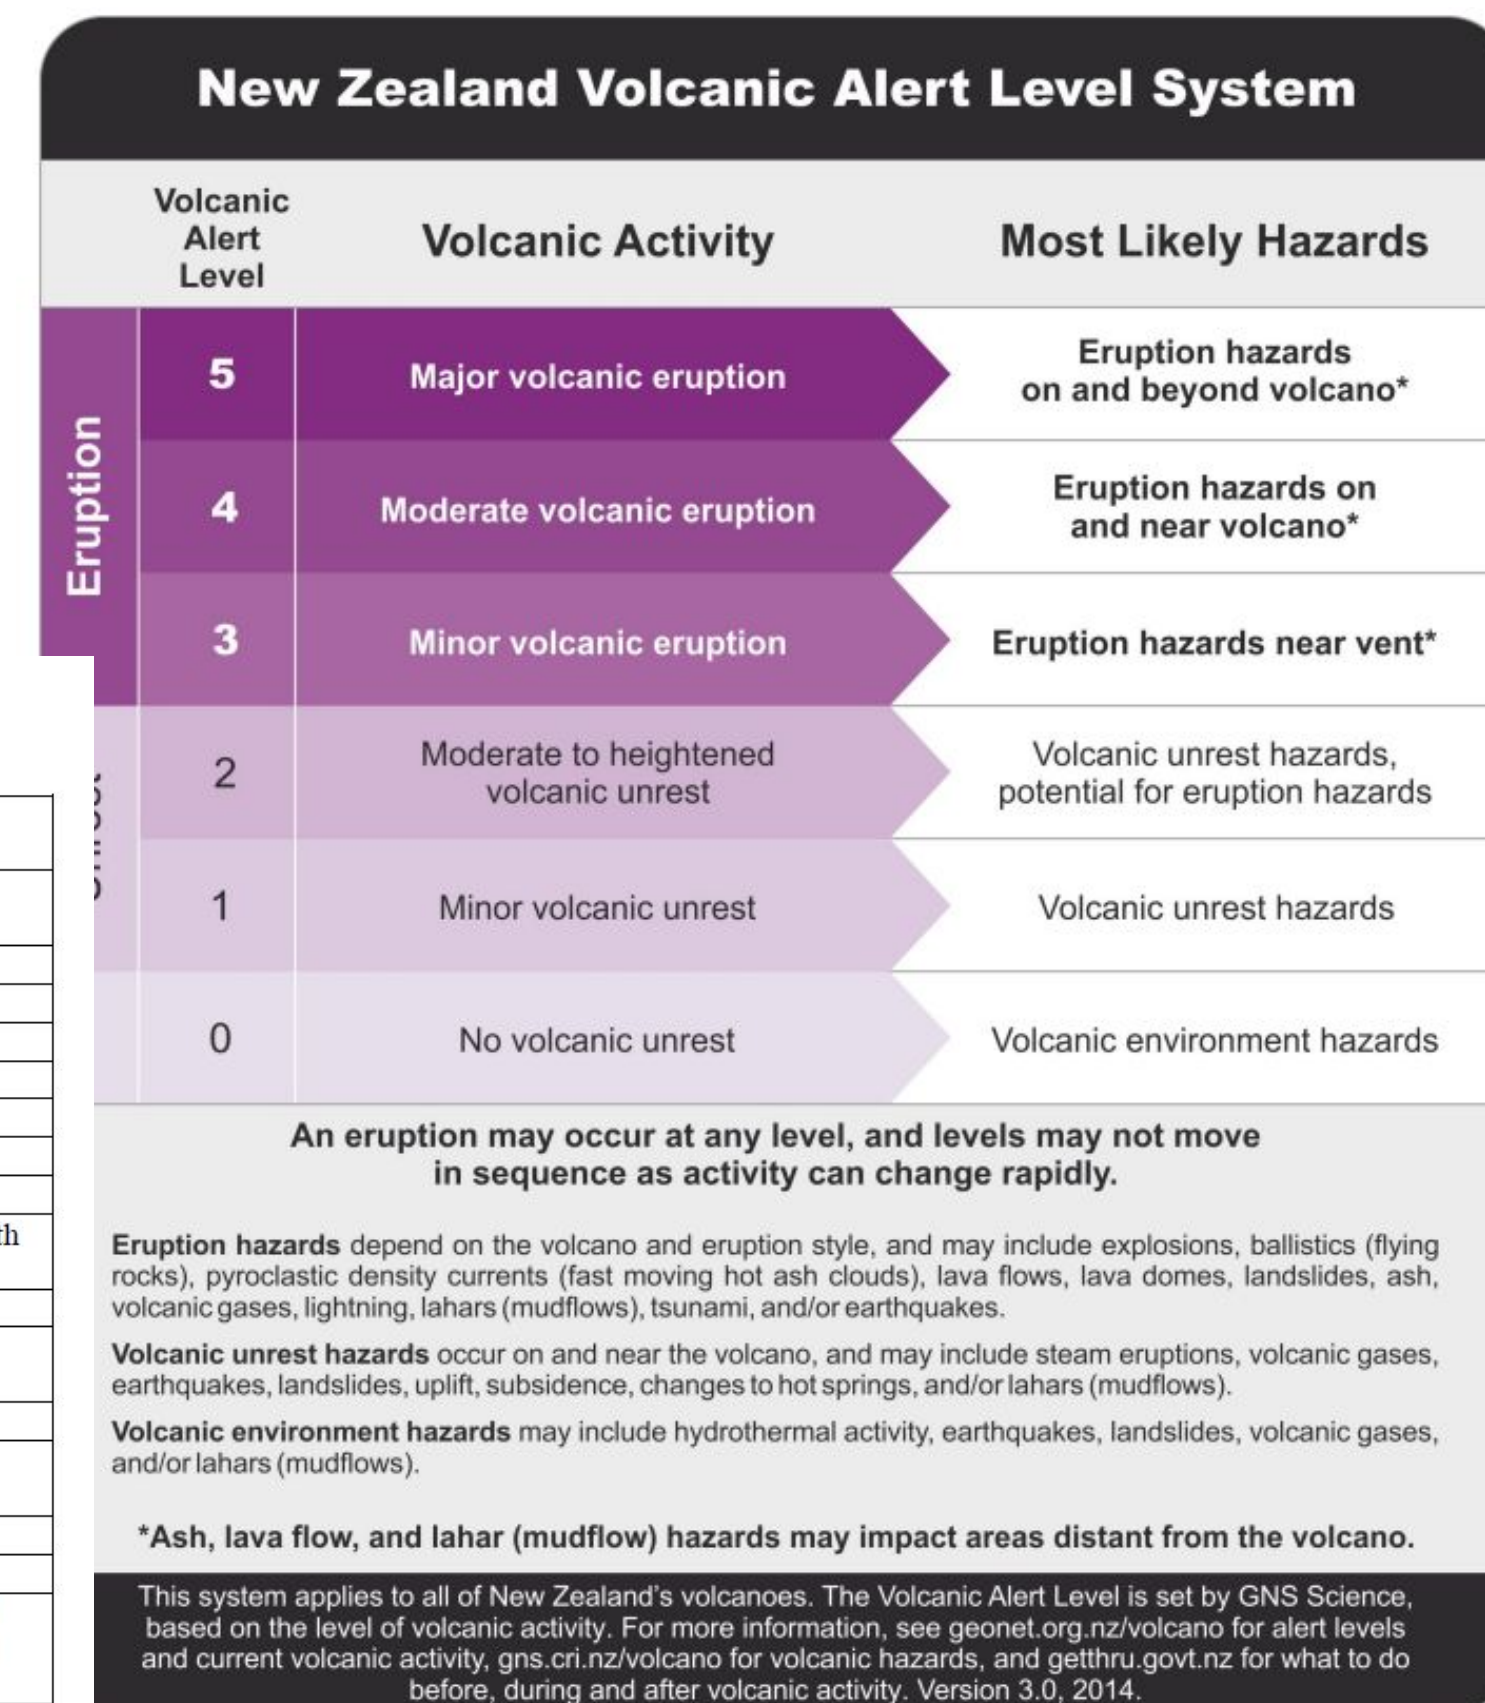 New Zealand Volcanic Alert Level System
Volcanic
Alert
Level
Volcanic Activity
Most Likely Hazards
Eruption
5
Major volcanic eruption
Eruption hazards
on and beyond volcano*
4
Moderate volcanic eruption
Eruption hazards on
and near volcano*
3
Minor volcanic eruption
Eruption hazards near vent*
2
Moderate to heightened
volcanic unrest
Volcanic unrest hazards,
potential for eruption hazards
1
Minor volcanic unrest
Volcanic unrest hazards
0
No volcanic unrest
Volcanic environment hazards
An eruption may occur at any level, and levels may not move
in sequence as activity can change rapidly.
Eruption hazards depend on the volcano and eruption style, and may include explosions, ballistics (flying
rocks), pyroclastic density currents (fast moving hot ash clouds), lava flows, lava domes, landslides, ash,
volcanic gases, lightning, lahars (mudflows), tsunami, and/or earthquakes.
Volcanic unrest hazards occur on and near the volcano, and may include steam eruptions, volcanic gases,
earthquakes, landslides, uplift, subsidence, changes to hot springs, and/or lahars (mudflows).
Volcanic environment hazards may include hydrothermal activity, earthquakes, landslides, volcanic gases,
and/or lahars (mudflows).
*Ash, lava flow, and lahar (mudflow) hazards may impact areas distant from the volcano.
This system applies to all of New Zealand's volcanoes. The Volcanic Alert Level is set by GNS Science,
based on the level of volcanic activity. For more information, see geonet.org.nz/volcano for alert levels
and current volcanic activity, gns.cri.nz/volcano for volcanic hazards, and getthru.govt.nz for what to do
before, during and after volcanic activity. Version 3.0, 2014.